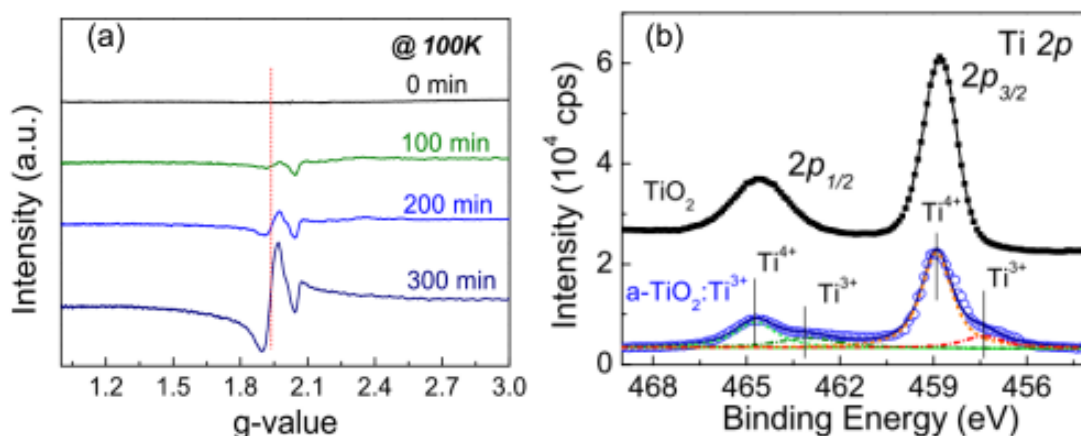 (a)
@ 100K
0 min
100 min
200 min
300 min
Intensity (a.u.)
1.2 1.5 1.8 2.1 2.4 2.7 3.0
g-value
(b)
Ti 2p
2p3/2
2p1/2
TiO2
Ti4+
Ti4+
Ti3+
Ti3+
a-TiO2:Ti3+
6
4
2
0
Intensity (10^4 cps)
468 465 462 459 456
Binding Energy (eV)